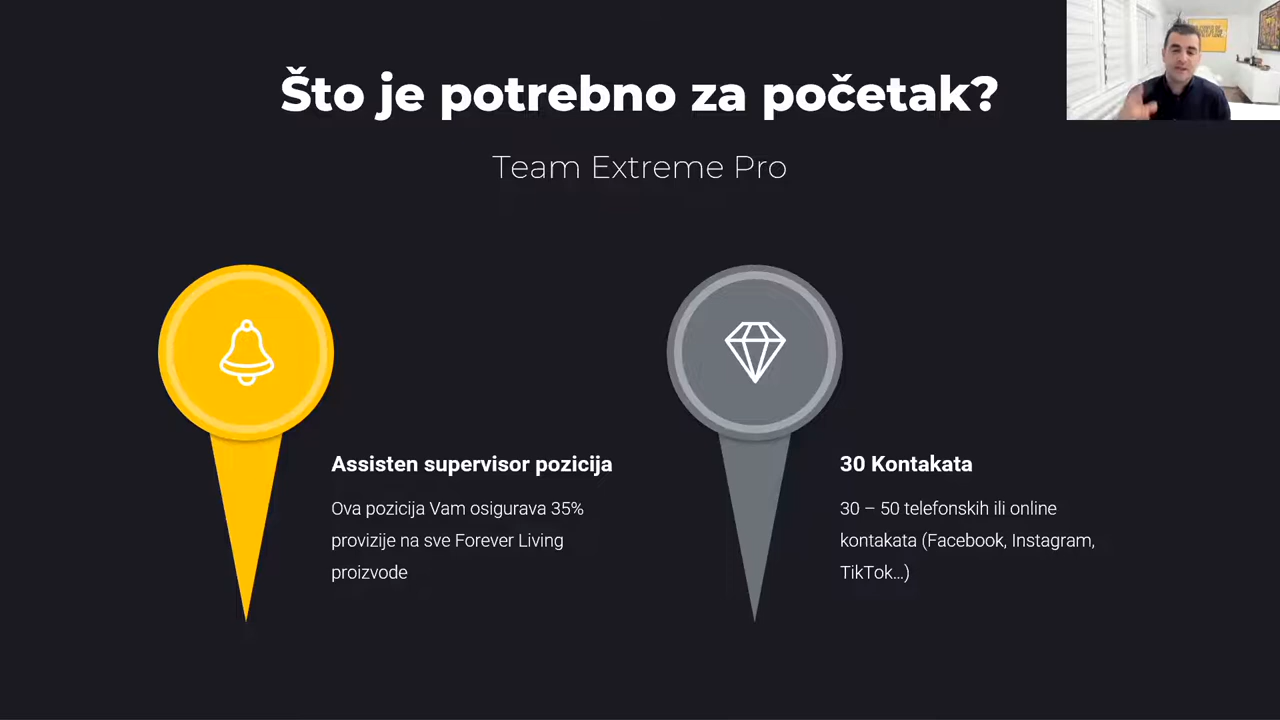 Što je potrebno za početak?
Team Extreme Pro
Assisten supervisor pozicija
Ova pozicija Vam osigurava 35%
provizije na sve Forever Living
proizvode
30 Kontakata
30 – 50 telefonskih ili online
kontakata (Facebook, Instagram,
TikTok...)